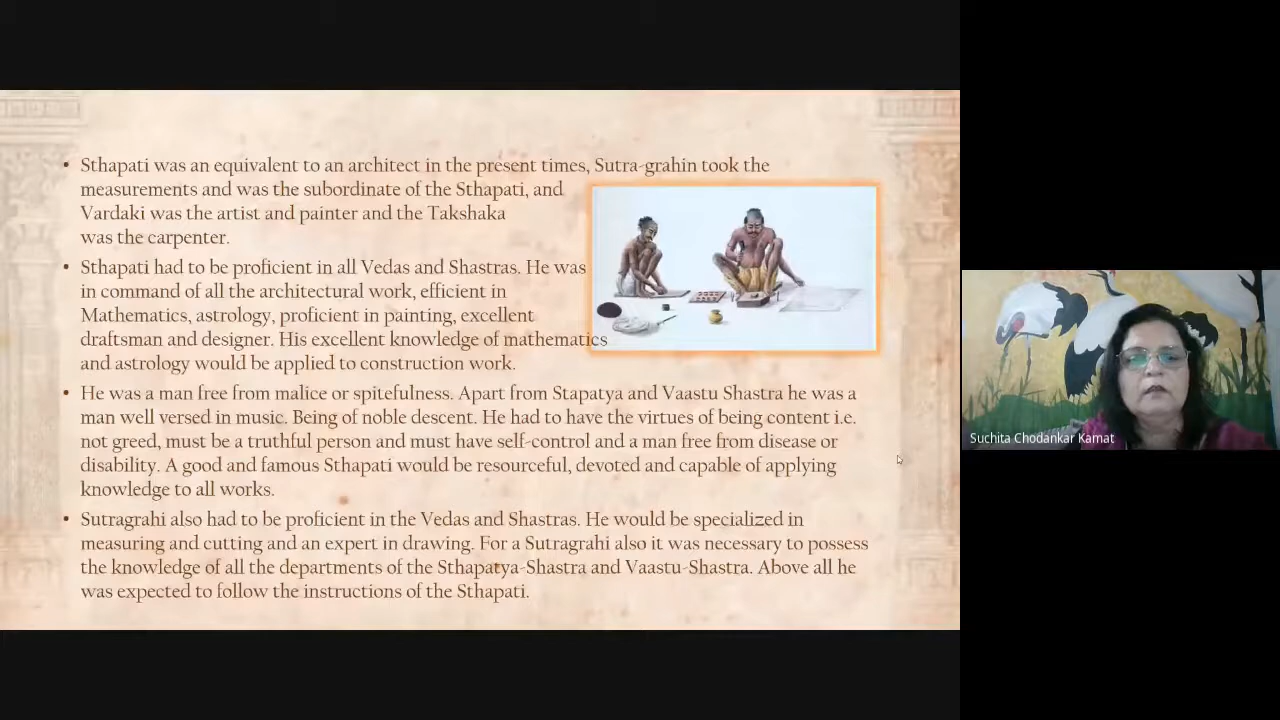 • Sthapati was an equivalent to an architect in the present times, Sutra-grahin took the
measurements and was the subordinate of the Sthapati, and
Vardaki was the artist and painter and the Takshaka
was the carpenter.
• Sthapati had to be proficient in all Vedas and Shastras. He was
in command of all the architectural work, efficient in
Mathematics, astrology, proficient in painting, excellent
draftsman and designer. His excellent knowledge of mathematics
and astrology would be applied to construction work.
• He was a man free from malice or spitefulness. Apart from Stapatya and Vaastu Shastra he was a
man well versed in music. Being of noble descent. He had to have the virtues of being content i.e.
not greed, must be a truthful person and must have self-control and a man free from disease or
disability. A good and famous Sthapati would be resourceful, devoted and capable of applying
knowledge to all works.
• Sutragrahi also had to be proficient in the Vedas and Shastras. He would be specialized in
measuring and cutting and an expert in drawing. For a Sutragrahi also it was necessary to possess
the knowledge of all the departments of the Sthapatya-Shastra and Vaastu-Shastra. Above all he
was expected to follow the instructions of the Sthapati.
Suchita Chodankar Kamat